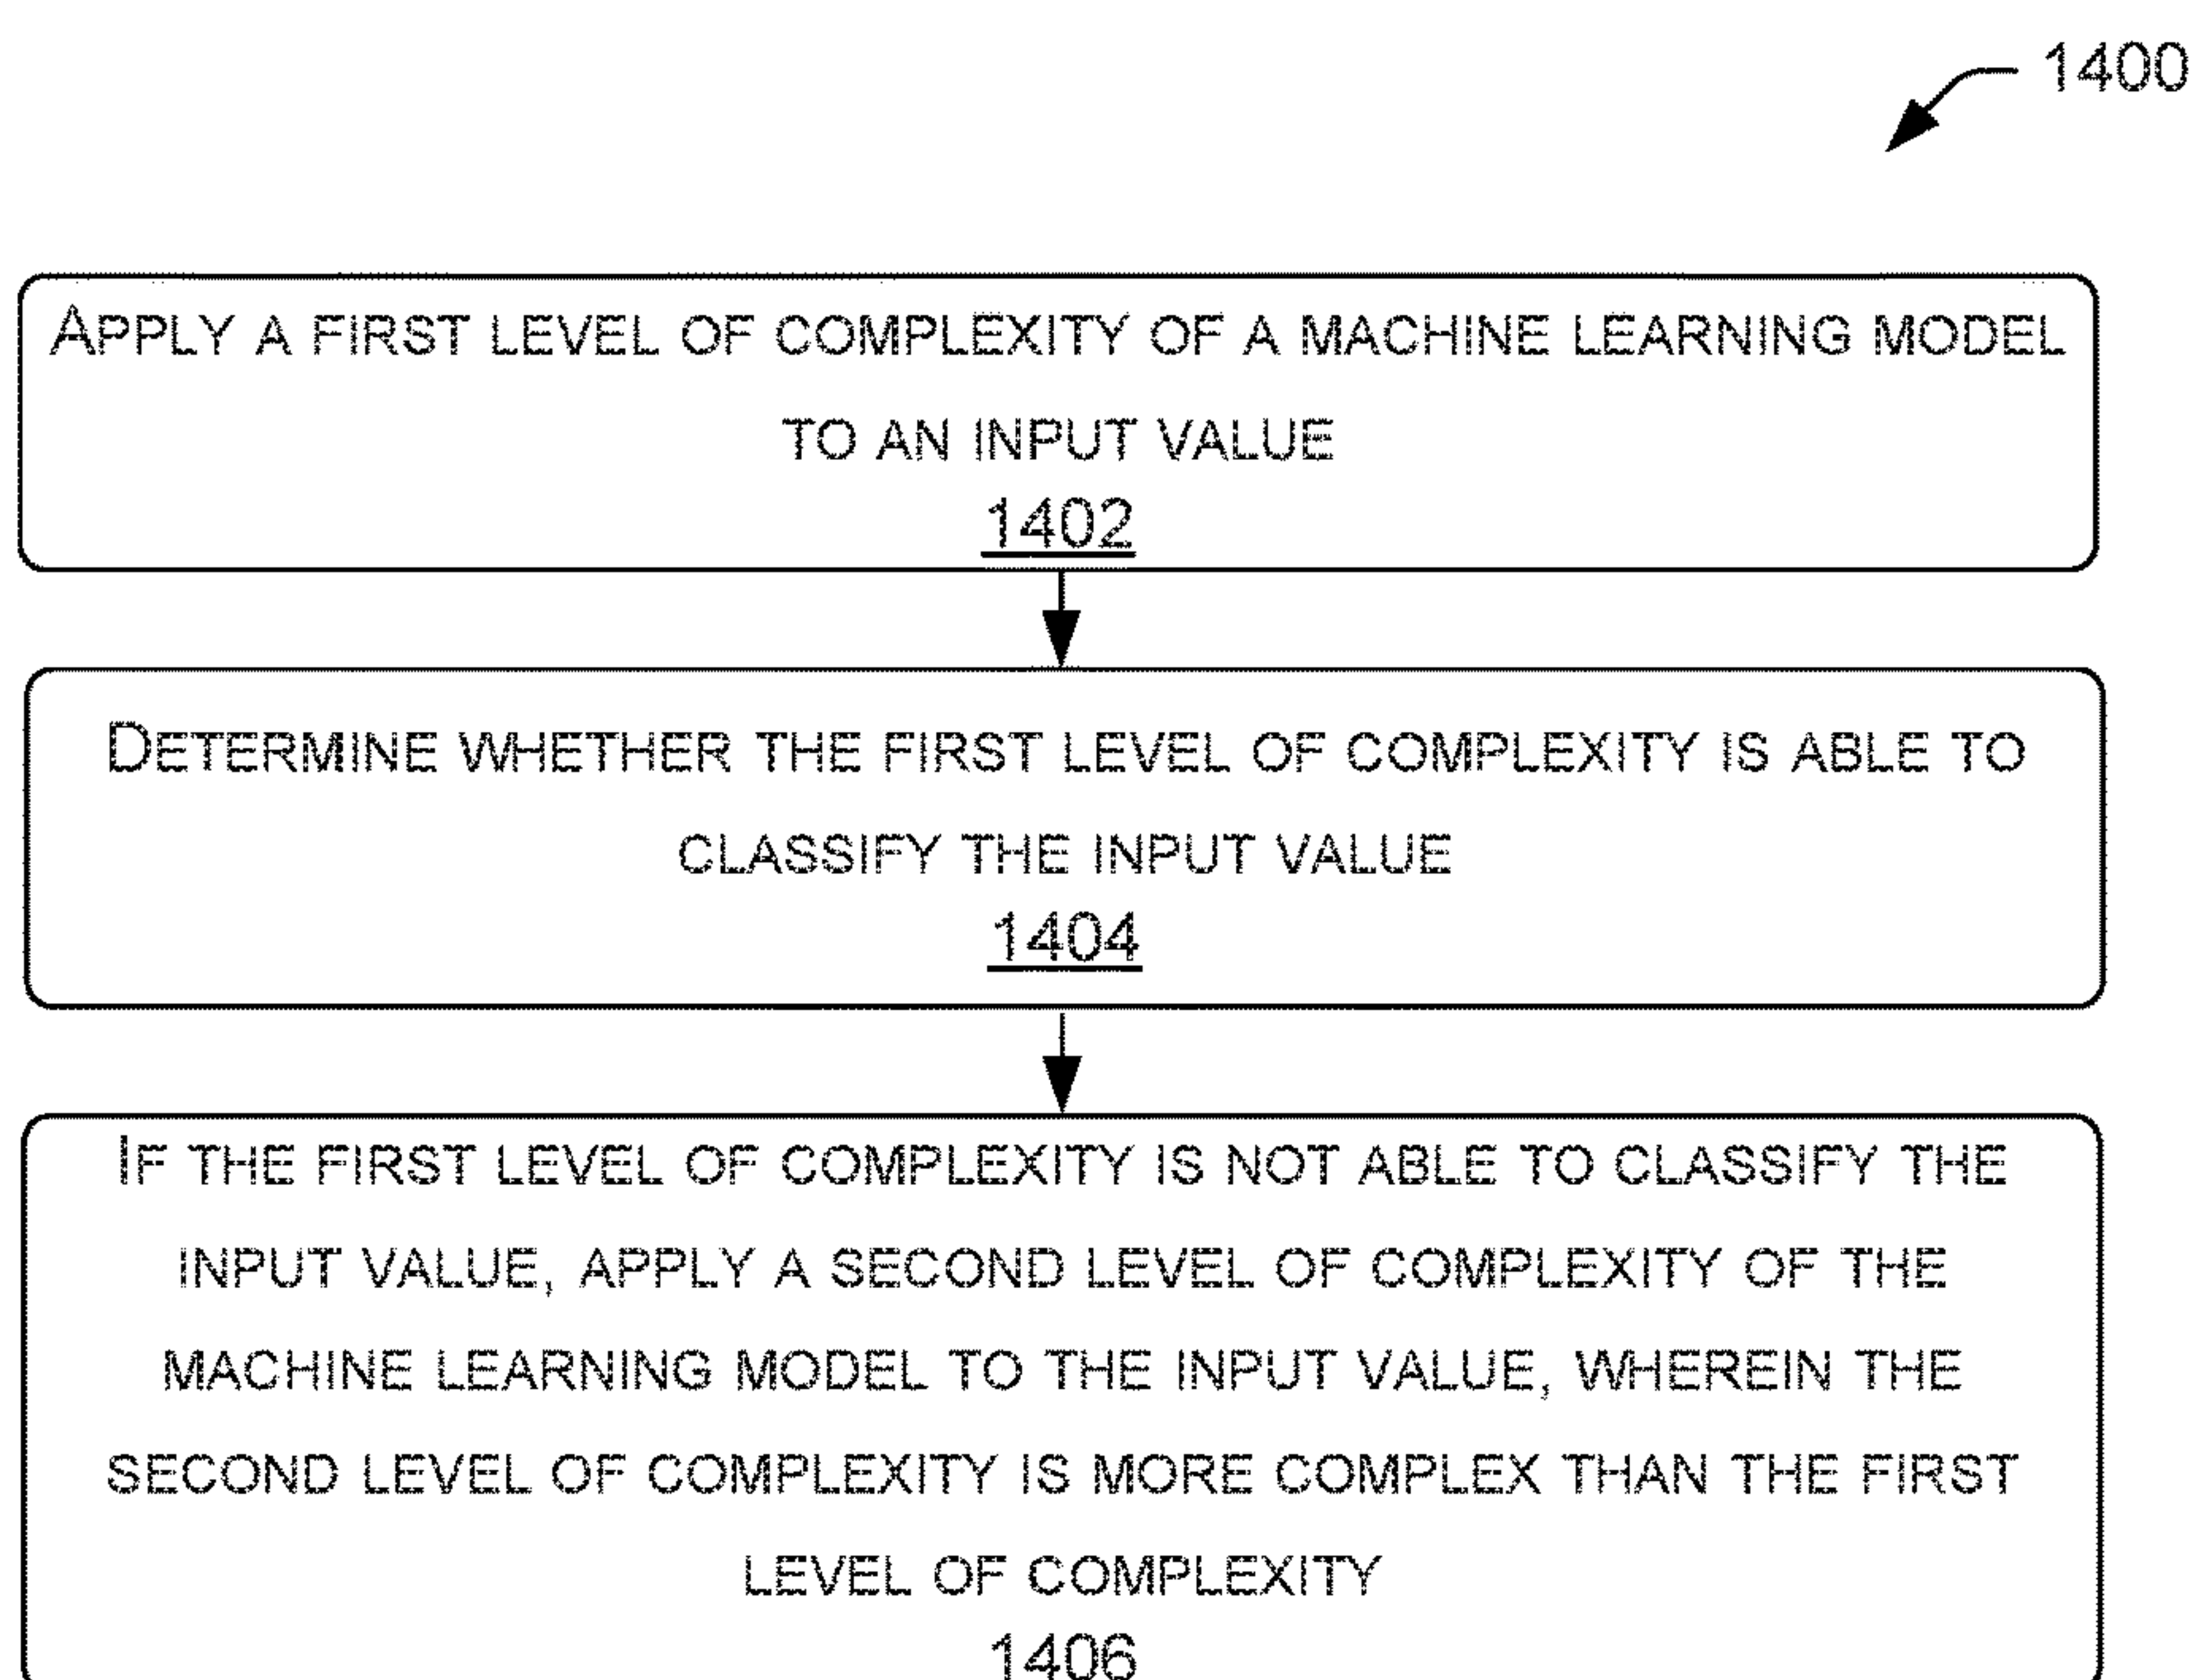 1400
APPLY A FIRST LEVEL OF COMPLEXITY OF A MACHINE LEARNING MODEL
TO AN INPUT VALUE
1402
DETERMINE WHETHER THE FIRST LEVEL OF COMPLEXITY IS ABLE TO
CLASSIFY THE INPUT VALUE
1404
IF THE FIRST LEVEL OF COMPLEXITY IS NOT ABLE TO CLASSIFY THE
INPUT VALUE, APPLY A SECOND LEVEL OF COMPLEXITY OF THE
MACHINE LEARNING MODEL TO THE INPUT VALUE, WHEREIN THE
SECOND LEVEL OF COMPLEXITY IS MORE COMPLEX THAN THE FIRST
LEVEL OF COMPLEXITY
1406